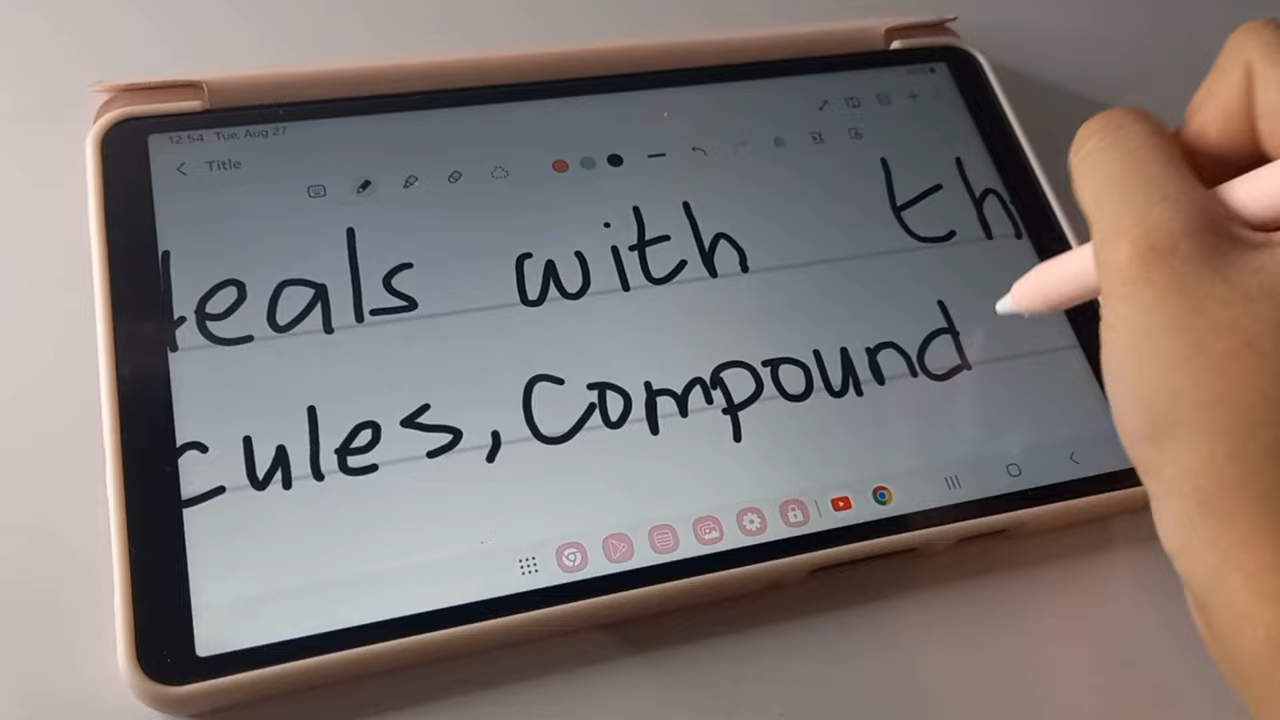 12:54 Tue, Aug 27
Title
eals with th
cules, Compound